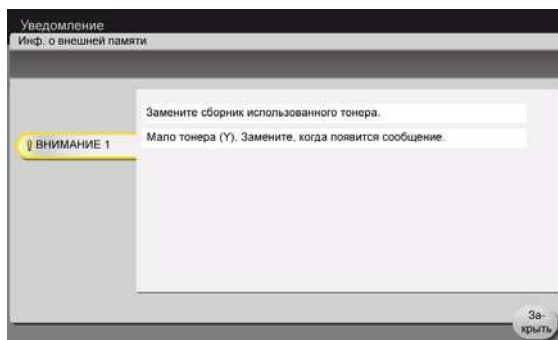 Уведомление
Инф. о внешней памяти
Замените сборник использованного тонера.
ВНИМАНИЕ 1
Мало тонера (Y). Замените, когда появится сообщение.
За-
крыть